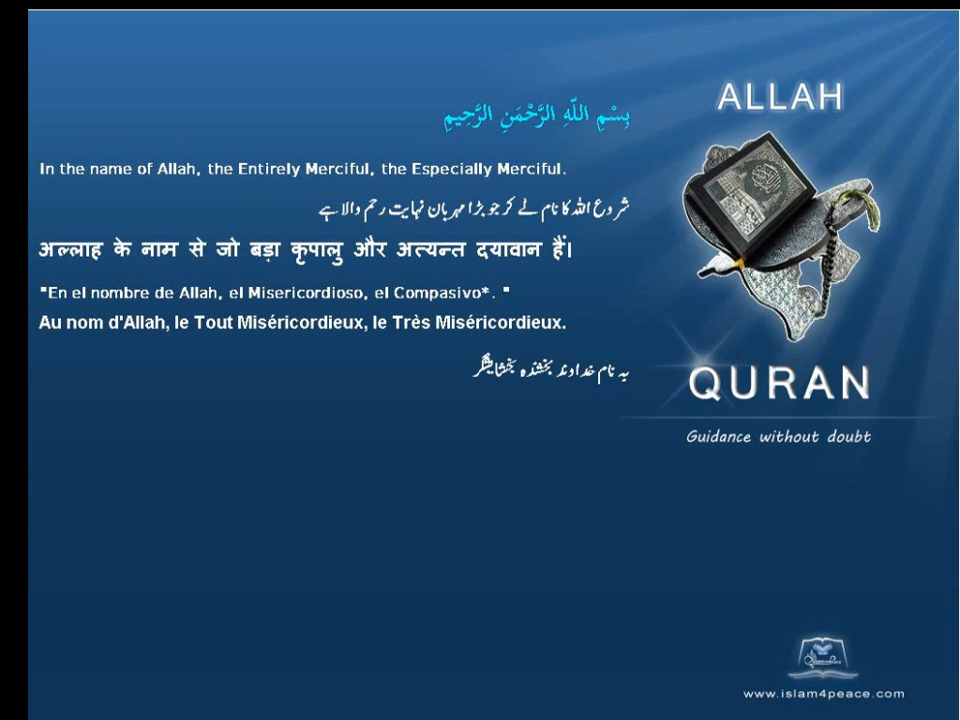 بِسْمِ اللّهِ الرَّحْمَنِ الرَّحِيمِ
In the name of Allah, the Entirely Merciful, the Especially Merciful.
شروع اللہ کا نام لے کر جو بڑا مہربان نہایت رحم والا ہے
अल्लाह के नाम से जो बड़ा कृपालु और अत्यन्त दयावान हैं।
"En el nombre de Allah, el Misericordioso, el Compasivo*. "
Au nom d'Allah, le Tout Miséricordieux, le Très Miséricordieux.
به نام خداوند بخشنده بخشایشگر
ALLAH
QURAN
Guidance without doubt
www.islam4peace.com